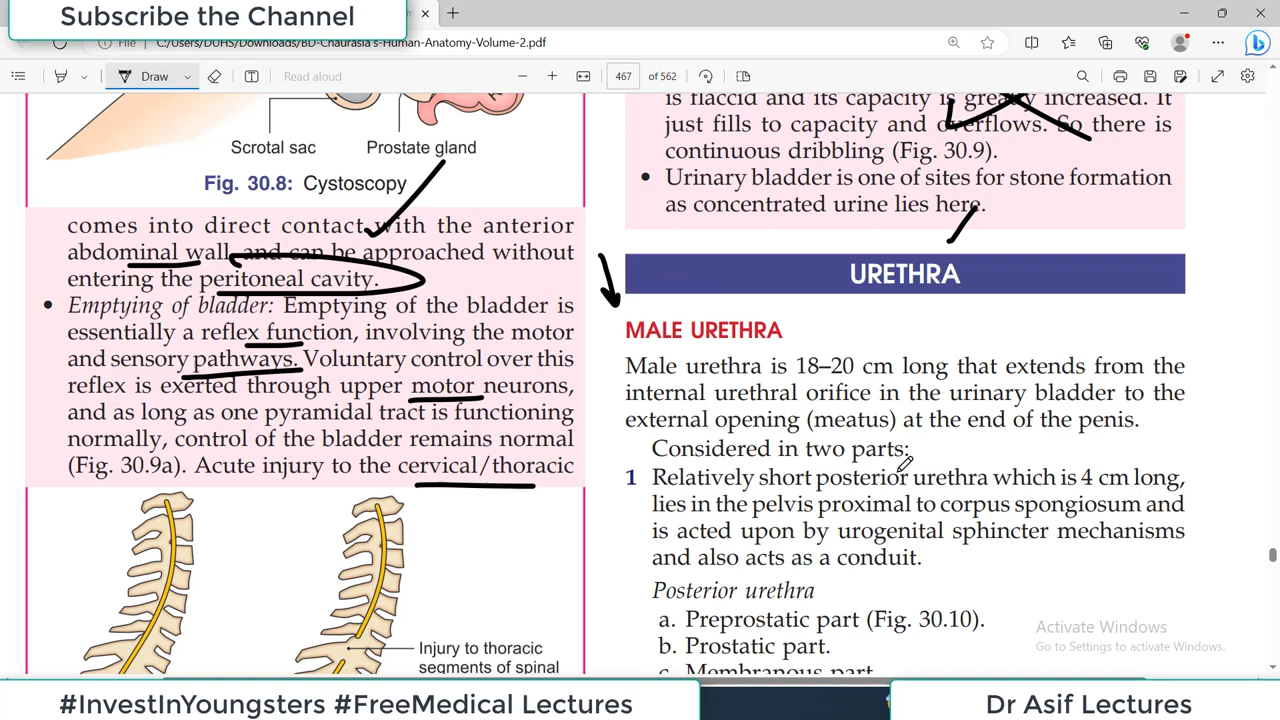 Subscribe the Channel
File
C:/Users/DUHS/Downloads/BD-Chaurasia's-Human-Anatomy-Volume-2.pdf
Draw
Read aloud
467 of 562
Scrotal sac
Prostate gland
Fig. 30.8: Cystoscopy
comes into direct contact with the anterior
abdominal wall, and can be approached without
entering the peritoneal cavity.
• Emptying of bladder: Emptying of the bladder is
essentially a reflex function, involving the motor
and sensory pathways. Voluntary control over this
reflex is exerted through upper motor neurons,
and as long as one pyramidal tract is functioning
normally, control of the bladder remains normal
(Fig. 30.9a). Acute injury to the cervical/thoracic
Injury to thoracic
segments of spinal
is flaccid and its capacity is greatly increased. It
just fills to capacity and overflows. So there is
continuous dribbling (Fig. 30.9).
• Urinary bladder is one of sites for stone formation
as concentrated urine lies here.
URETHRA
MALE URETHRA
Male urethra is 18–20 cm long that extends from the
internal urethral orifice in the urinary bladder to the
external opening (meatus) at the end of the penis.
Considered in two parts:
1 Relatively short posterior urethra which is 4 cm long,
lies in the pelvis proximal to corpus spongiosum and
is acted upon by urogenital sphincter mechanisms
and also acts as a conduit.
Posterior urethra
a. Preprostatic part (Fig. 30.10).
b. Prostatic part.
c. Membranous part
Activate Windows
Go to Settings to activate Windows.
#InvestInYoungsters #FreeMedical Lectures
Dr Asif Lectures